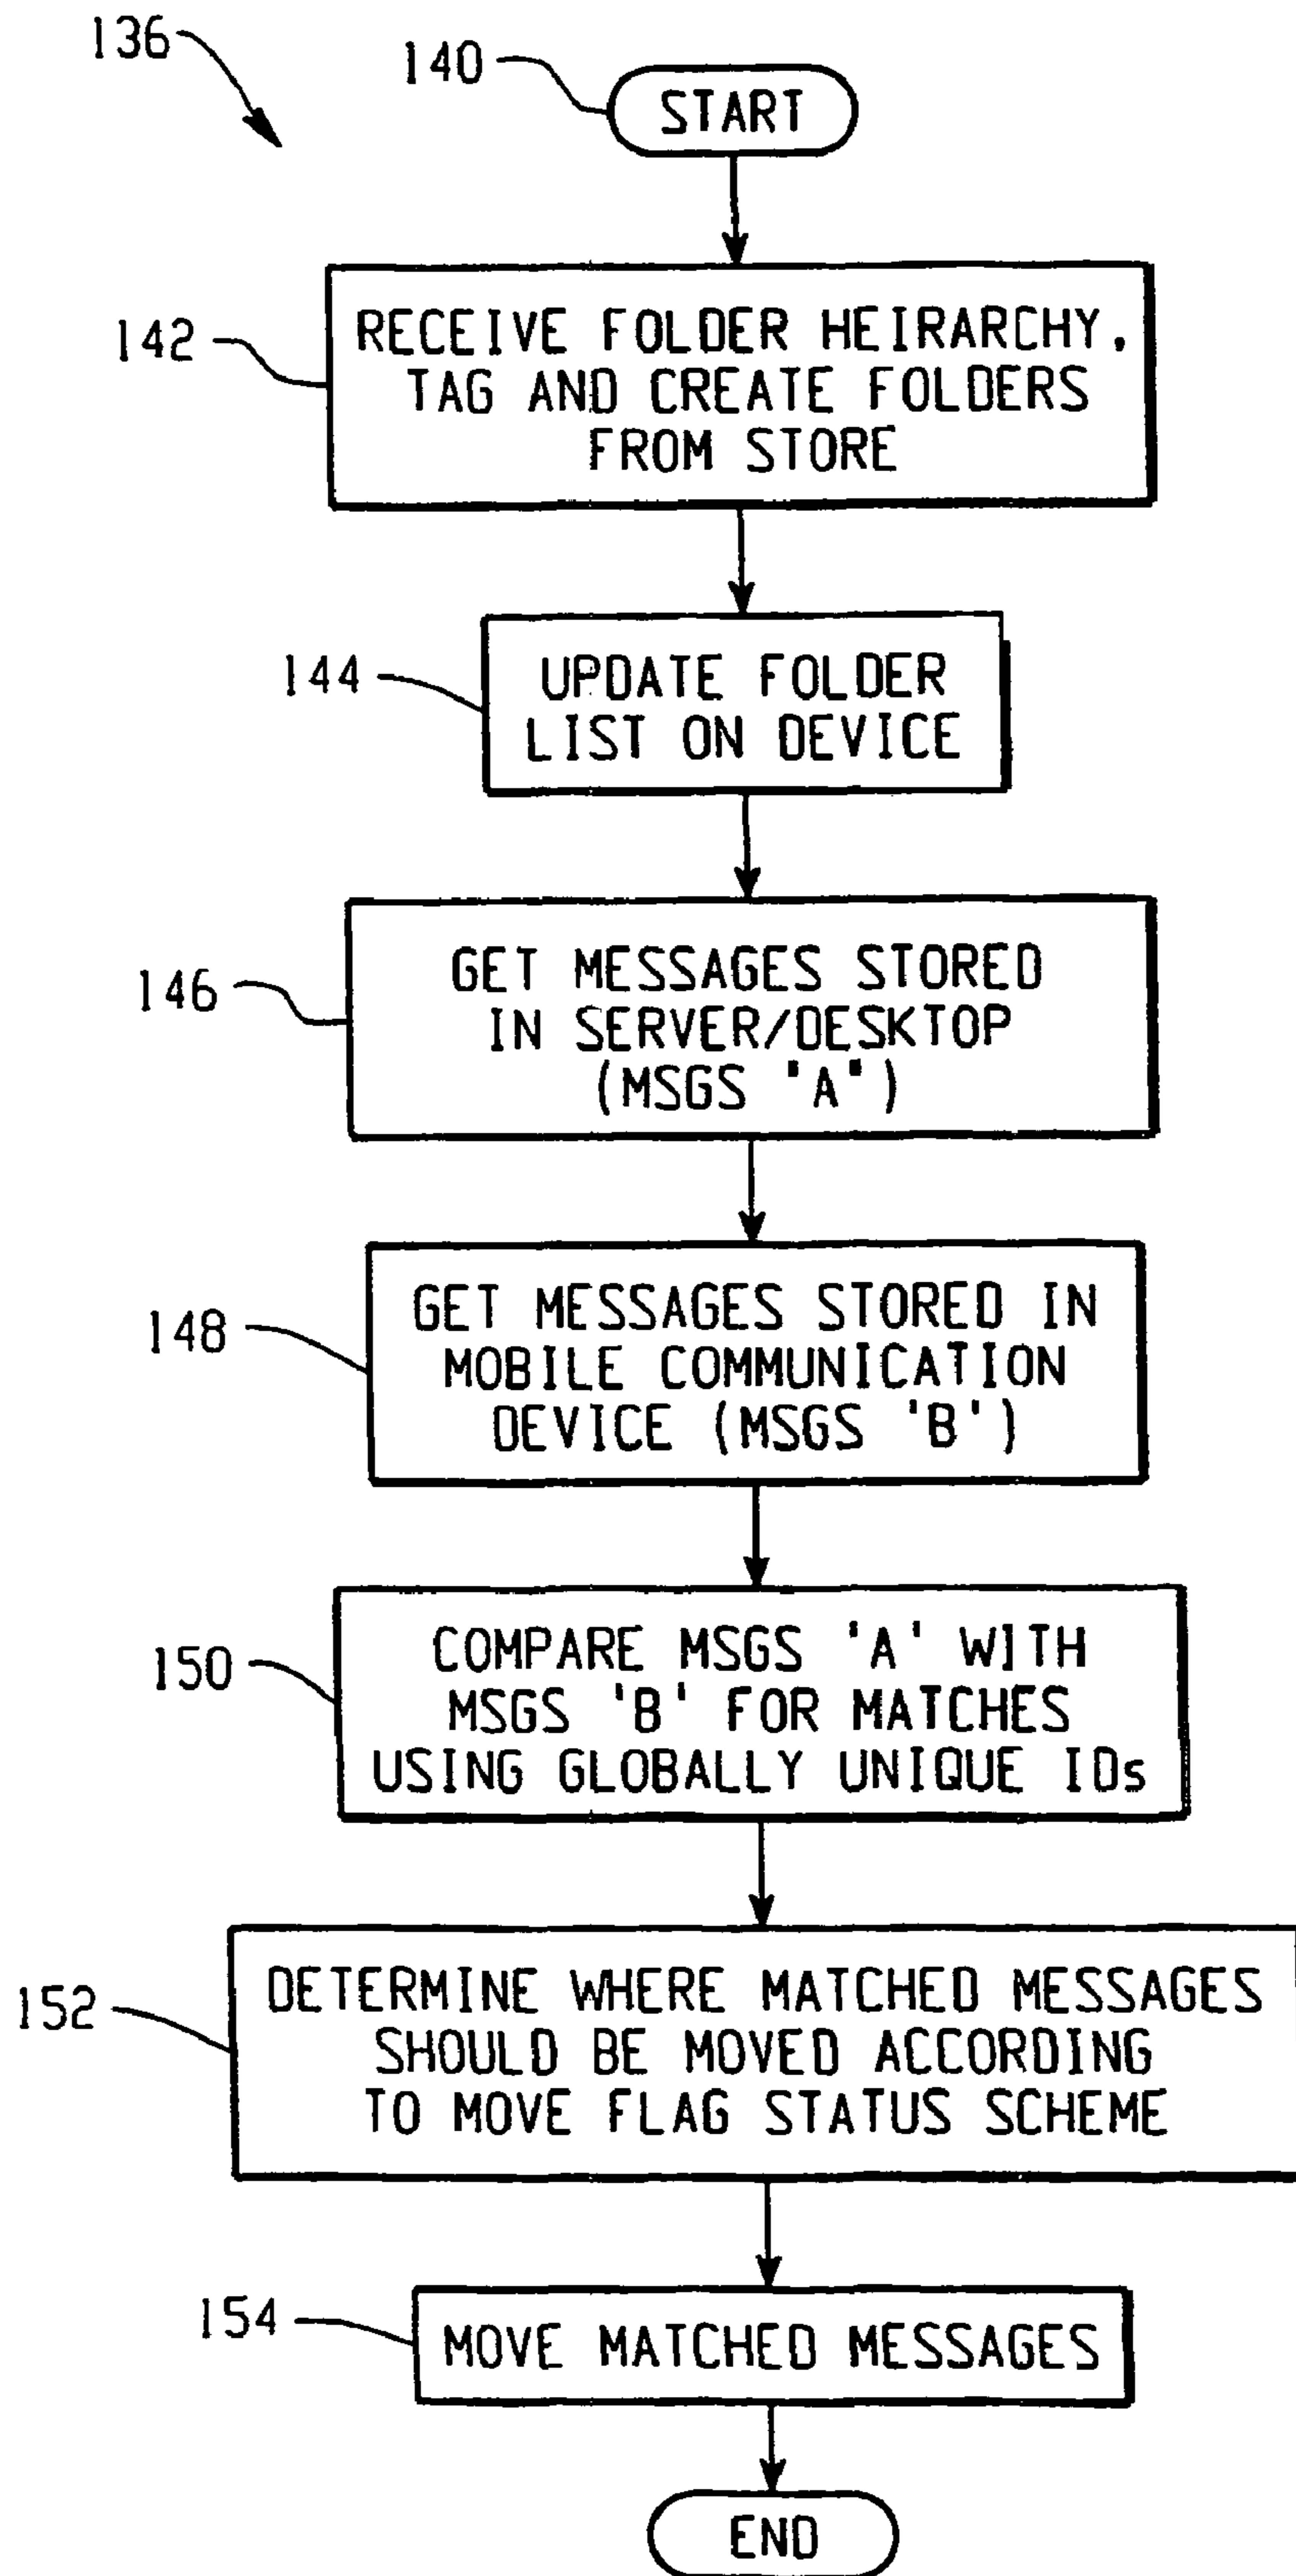 136
140
START
142
RECEIVE FOLDER HEIRARCHY,
TAG AND CREATE FOLDERS
FROM STORE
144
UPDATE FOLDER
LIST ON DEVICE
146
GET MESSAGES STORED
IN SERVER/DESKTOP
(MSGS "A")
148
GET MESSAGES STORED IN
MOBILE COMMUNICATION
DEVICE (MSGS 'B')
150
COMPARE MSGS 'A' WITH
MSGS 'B' FOR MATCHES
USING GLOBALLY UNIQUE IDs
152
DETERMINE WHERE MATCHED MESSAGES
SHOULD BE MOVED ACCORDING
TO MOVE FLAG STATUS SCHEME
154
MOVE MATCHED MESSAGES
END